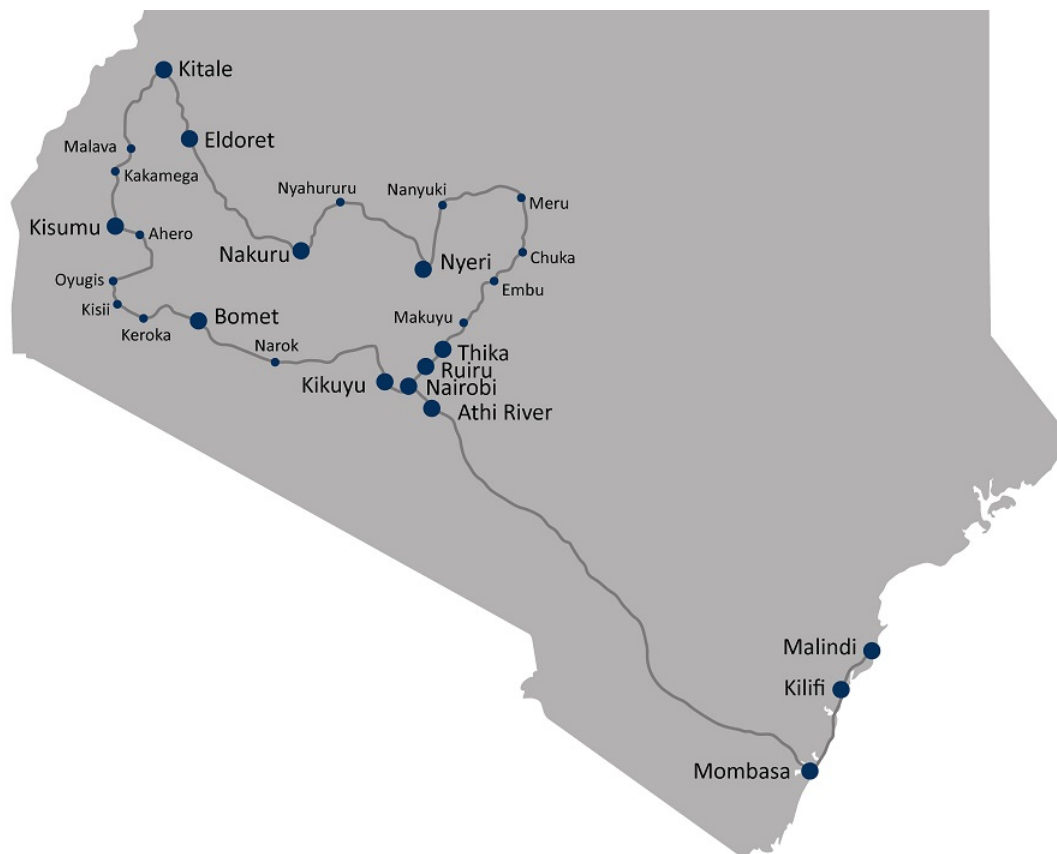 Kitale
Eldoret
Malava
Kakamega
Nyahururu
Nanyuki
Meru
Kisumu
Ahero
Nakuru
Nyeri
Chuka
Oyugis
Embu
Kisii
Keroka
Bomet
Makuyu
Narok
Thika
Ruiru
Kikuyu
Nairobi
Athi River
Malindi
Kilifi
Mombasa